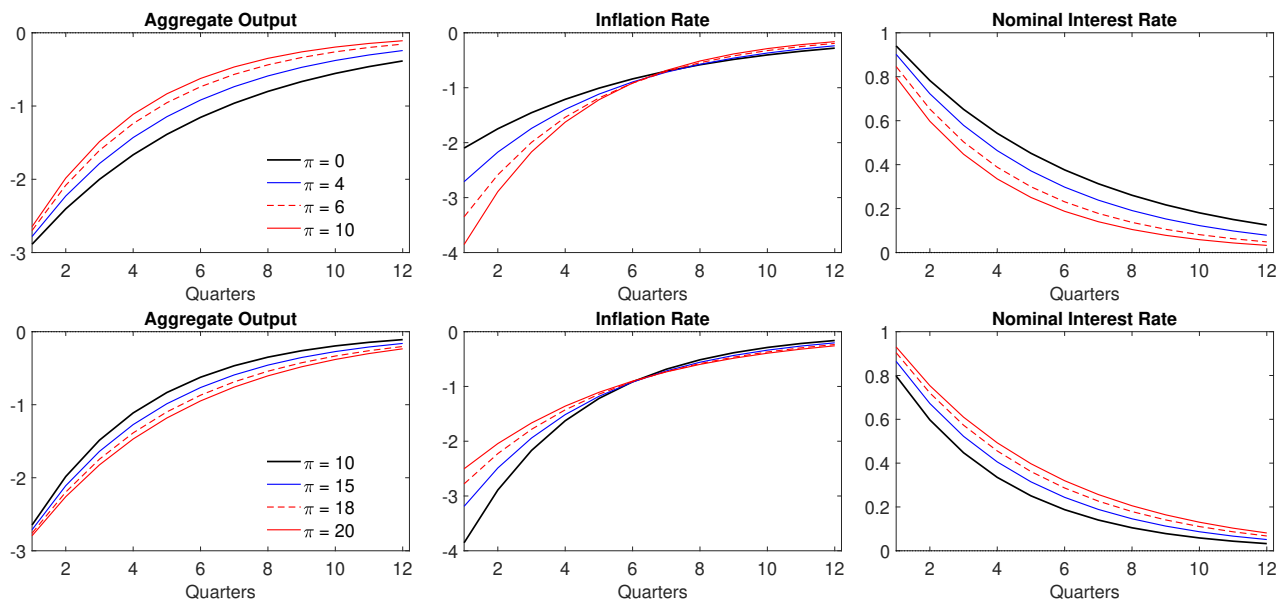 Aggregate Output
0
-1
-2
-3
π = 0
π = 4
π = 6
π = 10
2 4 6 8 10 12
Quarters
Inflation Rate
0
-1
-2
-3
-4
2 4 6 8 10 12
Quarters
Nominal Interest Rate
1
0.8
0.6
0.4
0.2
0
2 4 6 8 10 12
Quarters
Aggregate Output
0
-1
-2
-3
π = 10
π = 15
π = 18
π = 20
2 4 6 8 10 12
Quarters
Inflation Rate
0
-1
-2
-3
-4
2 4 6 8 10 12
Quarters
Nominal Interest Rate
1
0.8
0.6
0.4
0.2
0
2 4 6 8 10 12
Quarters